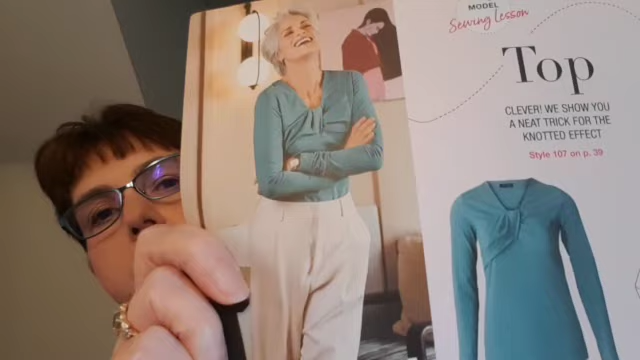 MODEL
Sewing Lesson
Top
CLEVER! WE SHOW YOU
A NEAT TRICK FOR THE
KNOTTED EFFECT
Style 107 on p. 39